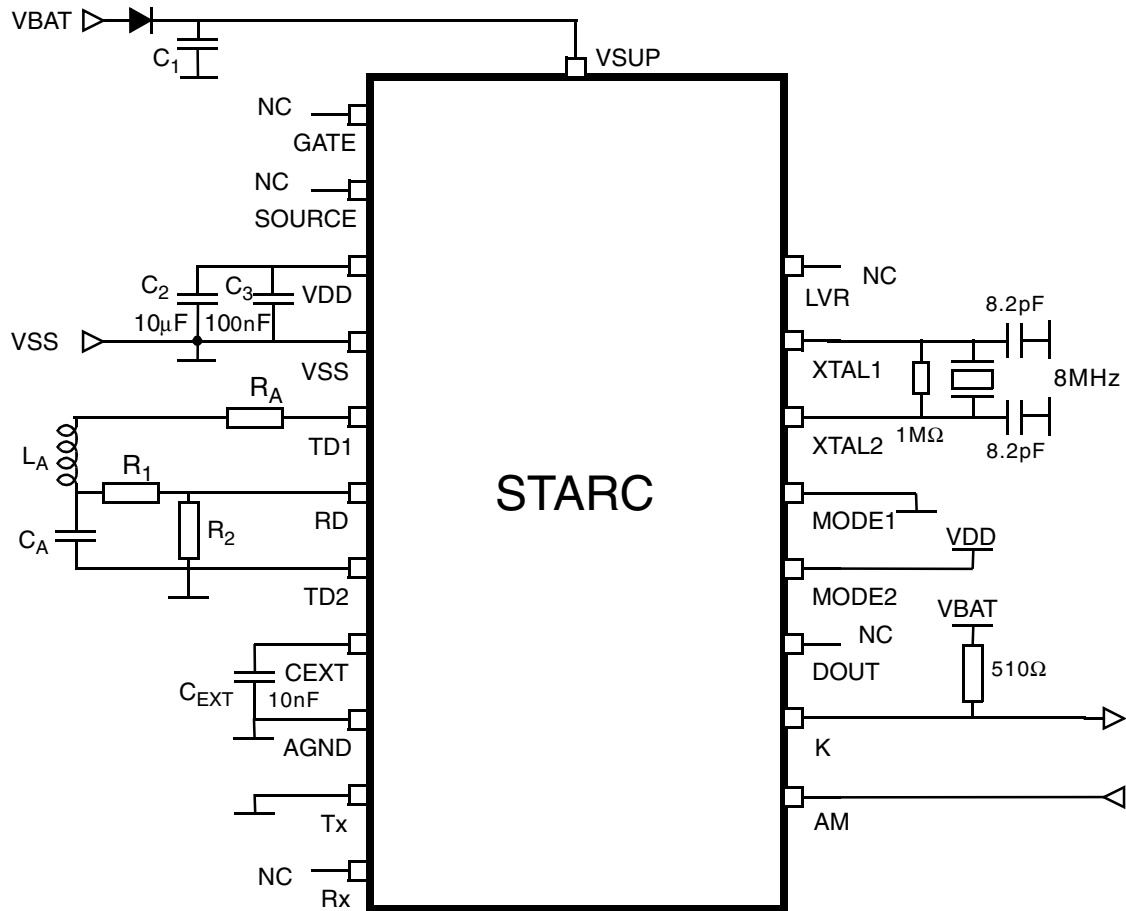 VBAT
C1
VSUP
NC
GATE
NC
SOURCE
C2
10μF
C3
100nF
VDD
VSS
VSS
RA
TD1
LA
R1
RD
CA
R2
TD2
CEXT
CEXT
10nF
AGND
Tx
NC
Rx
STARC
NC
LVR
8.2pF
XTAL1
8MHz
1MΩ
XTAL2
8.2pF
MODE1
VDD
MODE2
VBAT
NC
DOUT
510Ω
K
AM